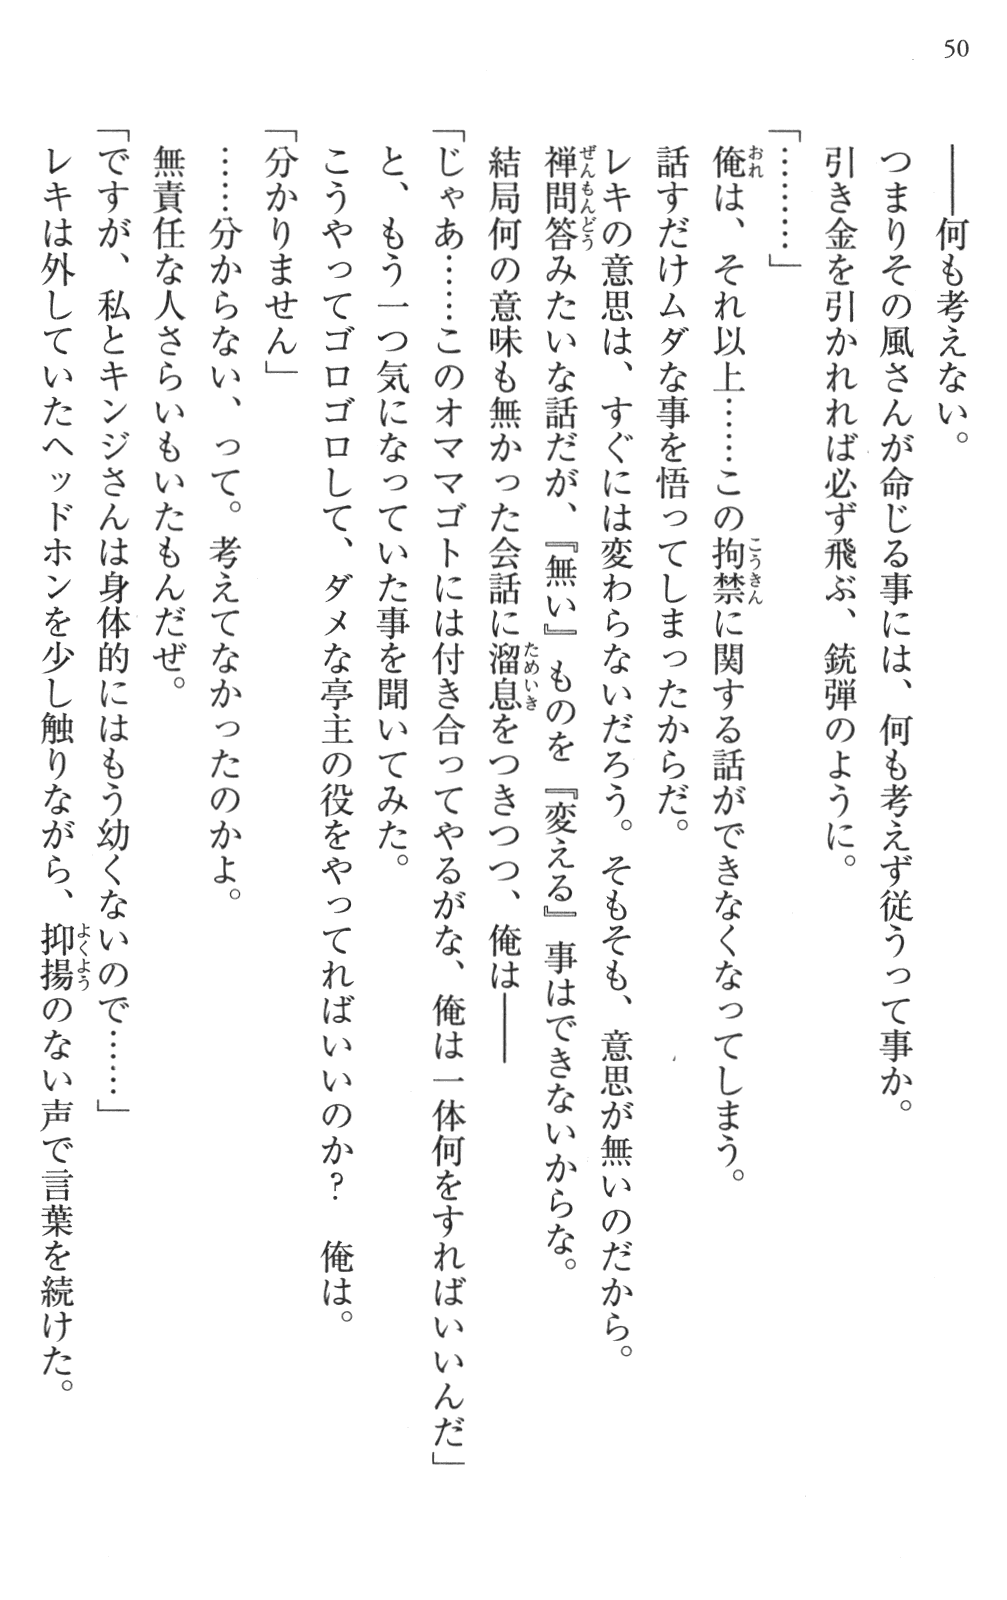 50
――何も考えない。
つまりその風さんが命じる事には、何も考えず従うって事か。
引き金を引かれれば必ず飛ぶ、銃弾のように。
「…………」
俺は、それ以上……この拘禁に関する話ができなくなってしまう。
話すだけムダな事を悟ってしまったからだ。
レキの意思は、すぐには変わらないだろう。そもそも、意思が無いのだから。
禅問答みたいな話だが、『無い』ものを『変える』事はできないからな。
結局何の意味も無かった会話に溜息をつきつつ、俺は――
「じゃあ……このオママゴトには付き合ってやるがな、俺は一体何をすればいいんだ」
と、もう一つ気になっていた事を聞いてみた。
こうやってゴロゴロして、ダメな亭主の役をやってればいいのか？　俺は。
「分かりません」
……分からない、って。考えてなかったのかよ。
無責任な人さらいもいたもんだぜ。
「ですが、私とキンジさんは身体的にはもう幼くないので……」
レキは外していたヘッドホンを少し触りながら、抑揚のない声で言葉を続けた。